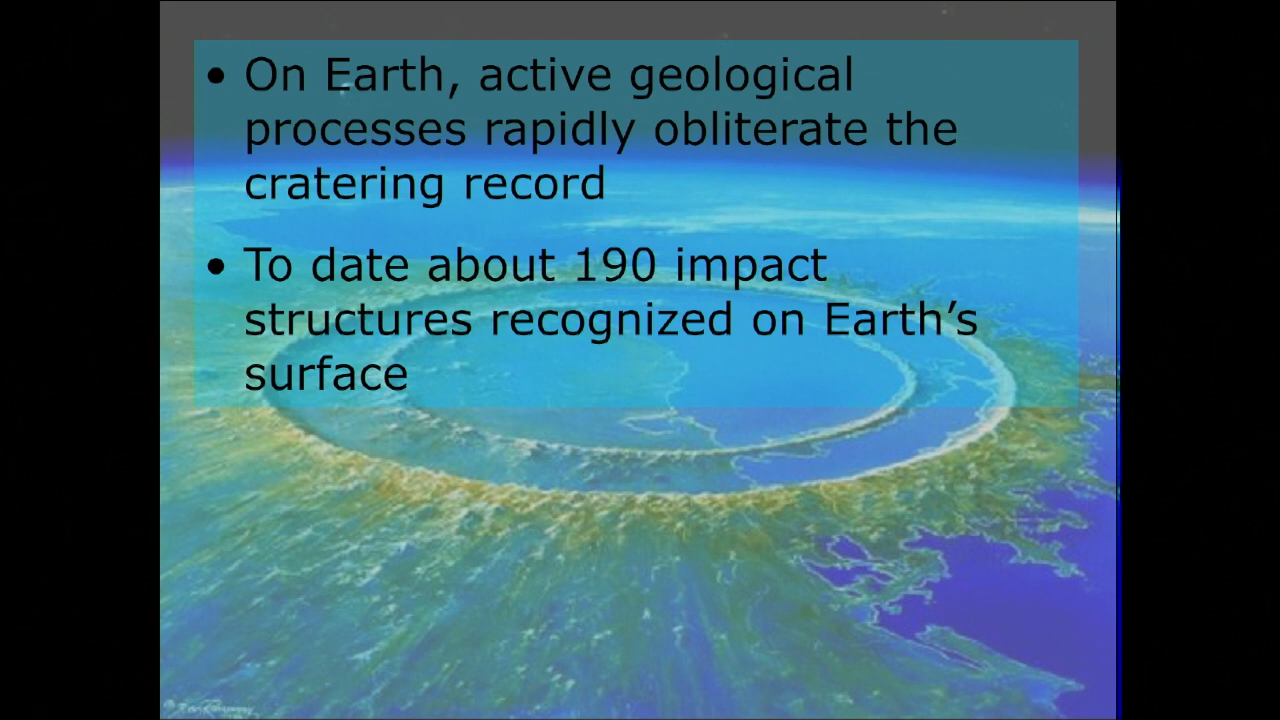 • On Earth, active geological
processes rapidly obliterate the
cratering record
• To date about 190 impact
structures recognized on Earth’s
surface